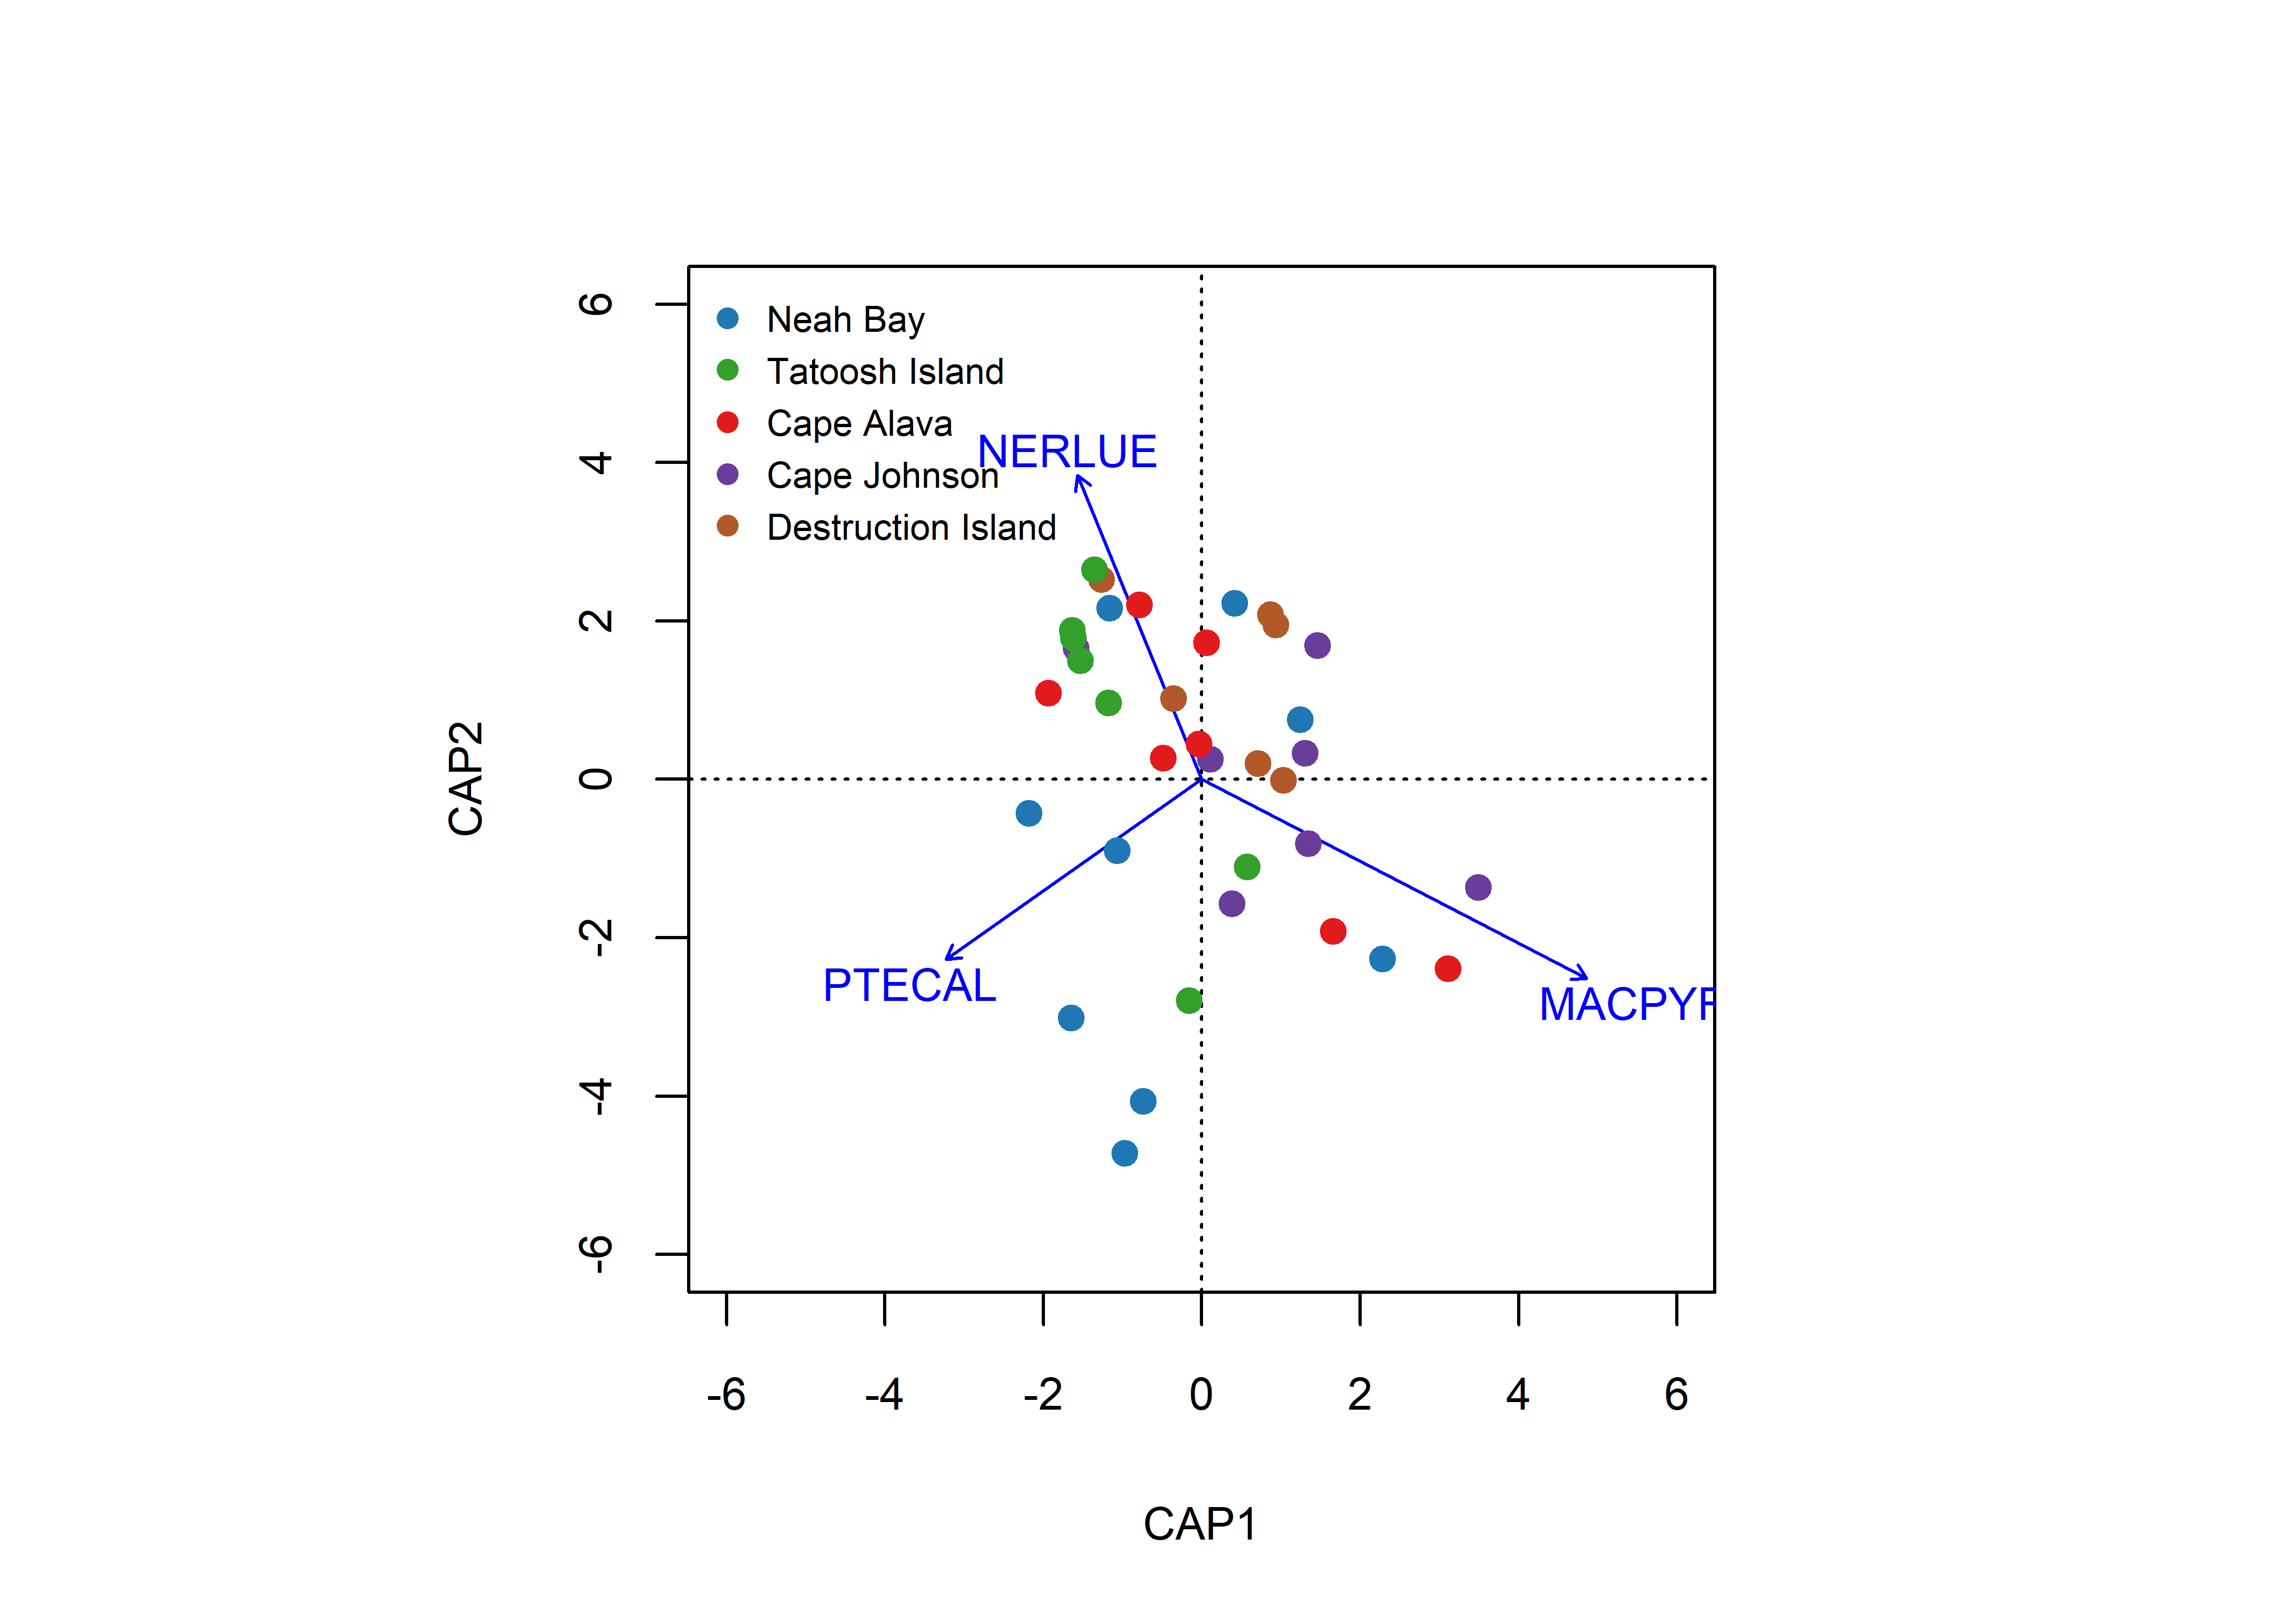 Neah Bay
Tatoosh Island
Cape Alava
NERLUE
Cape Johnson
Destruction Island
PTECAL
MACPYF
CAP2
6
4
2
0
-2
-4
-6
-6 -4 -2 0 2 4 6
CAP1